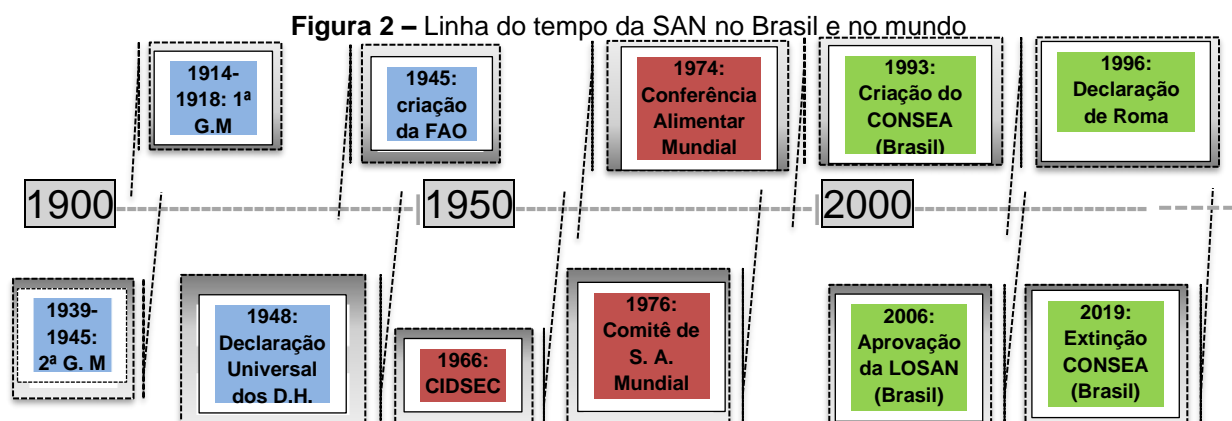 Figura 2 – Linha do tempo da SAN no Brasil e no mundo
1914-
1918: 1ª
G.M
1945:
criação
da FAO
1974:
Conferência
Alimentar
Mundial
1993:
Criação do
CONSEA
(Brasil)
1996:
Declaração
de Roma
1900
1950
2000
1939-
1945:
2ª G. M
1948:
Declaração
Universal
dos D.H.
1966:
CIDSEC
1976:
Comitê de
S. A.
Mundial
2006:
Aprovação
da LOSAN
(Brasil)
2019:
Extinção
CONSEA
(Brasil)